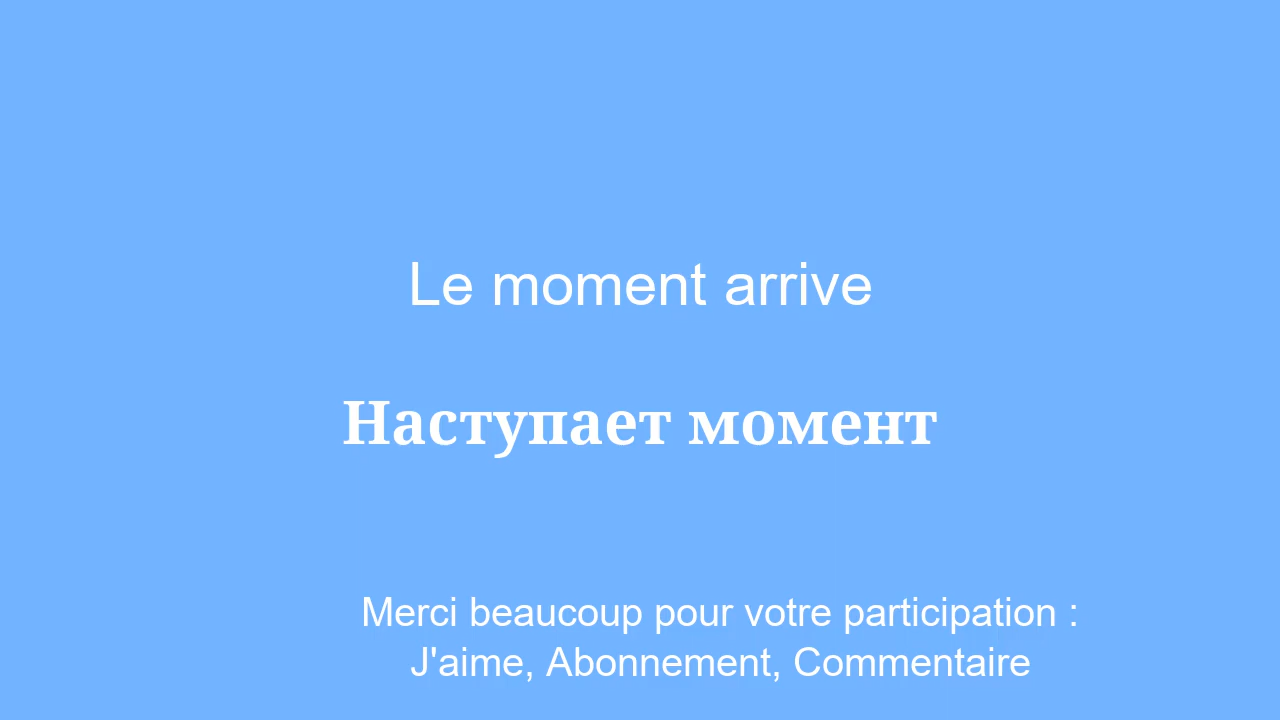 Le moment arrive
Наступает момент
Merci beaucoup pour votre participation :
J'aime, Abonnement, Commentaire